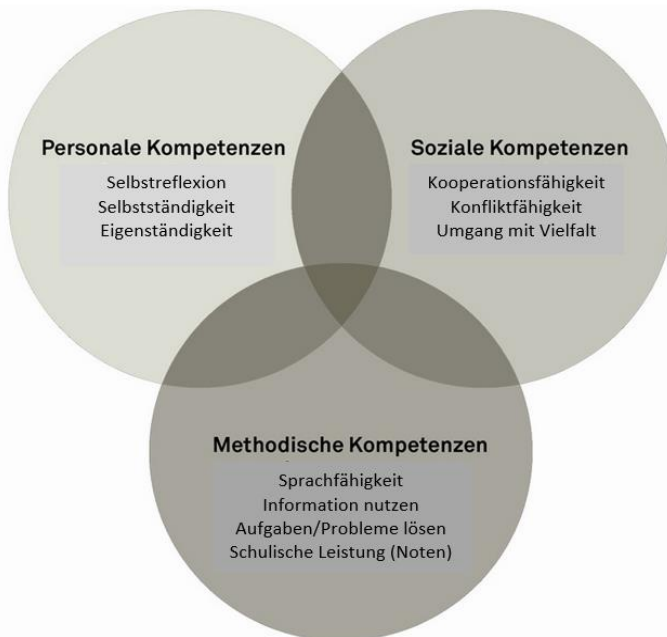 Personale Kompetenzen
Selbstreflexion
Selbstständigkeit
Eigenständigkeit
Soziale Kompetenzen
Kooperationsfähigkeit
Konfliktfähigkeit
Umgang mit Vielfalt
Methodische Kompetenzen
Sprachfähigkeit
Information nutzen
Aufgaben/Probleme lösen
Schulische Leistung (Noten)